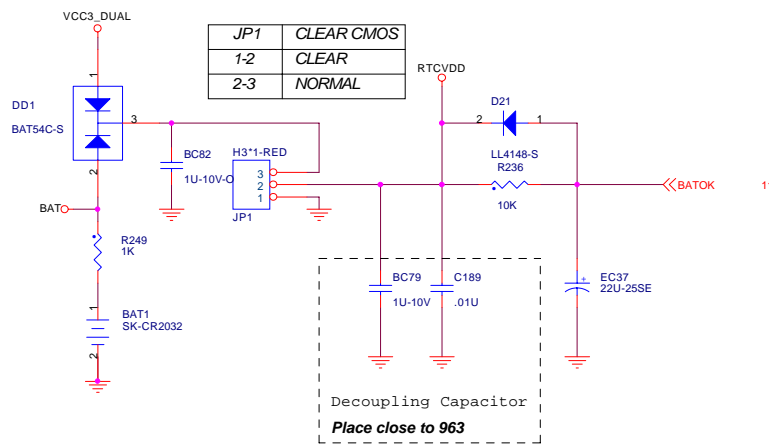 VCC3_DUAL
JP1 CLEAR CMOS
1-2 CLEAR
2-3 NORMAL
RTCVDD
1
DD1
BAT54C-S
3
2
BAT
BC82
1U-10V-O
H3*1-RED
3
2
1
JP1
D21
2 1
LL4148-S
R236
10K
BATOK
1
R249
1K
1
BAT1
SK-CR2032
2
BC79
1U-10V
C189
.01U
EC37
22U-25SE
+
Decoupling Capacitor
Place close to 963